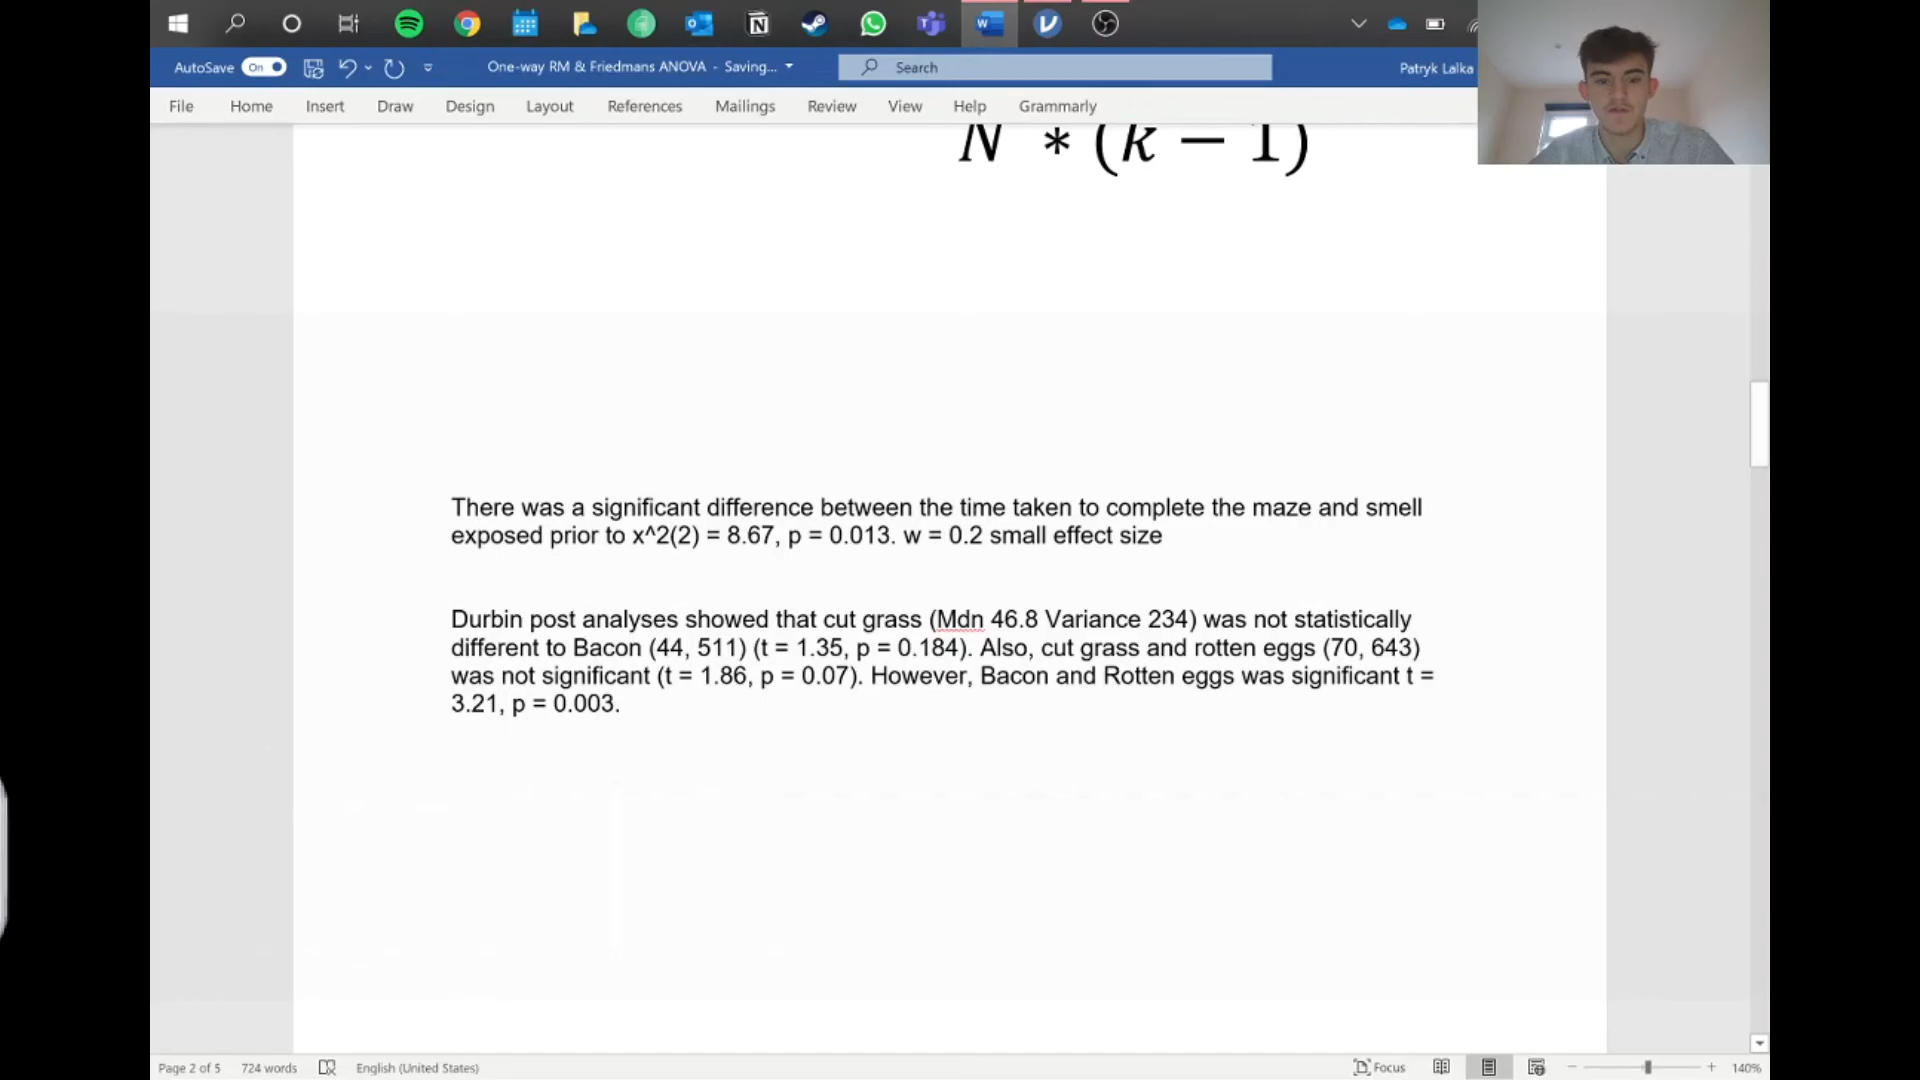 AutoSave On
One-way RM & Friedmans ANOVA - Saving...
Search
Patryk Lalka
File Home Insert Draw Design Layout References Mailings Review View Help Grammarly
N * (k − 1)
There was a significant difference between the time taken to complete the maze and smell
exposed prior to x^2(2) = 8.67, p = 0.013. w = 0.2 small effect size
Durbin post analyses showed that cut grass (Mdn 46.8 Variance 234) was not statistically
different to Bacon (44, 511) (t = 1.35, p = 0.184). Also, cut grass and rotten eggs (70, 643)
was not significant (t = 1.86, p = 0.07). However, Bacon and Rotten eggs was significant t =
3.21, p = 0.003.
Page 2 of 5 724 words English (United States) Focus 140%